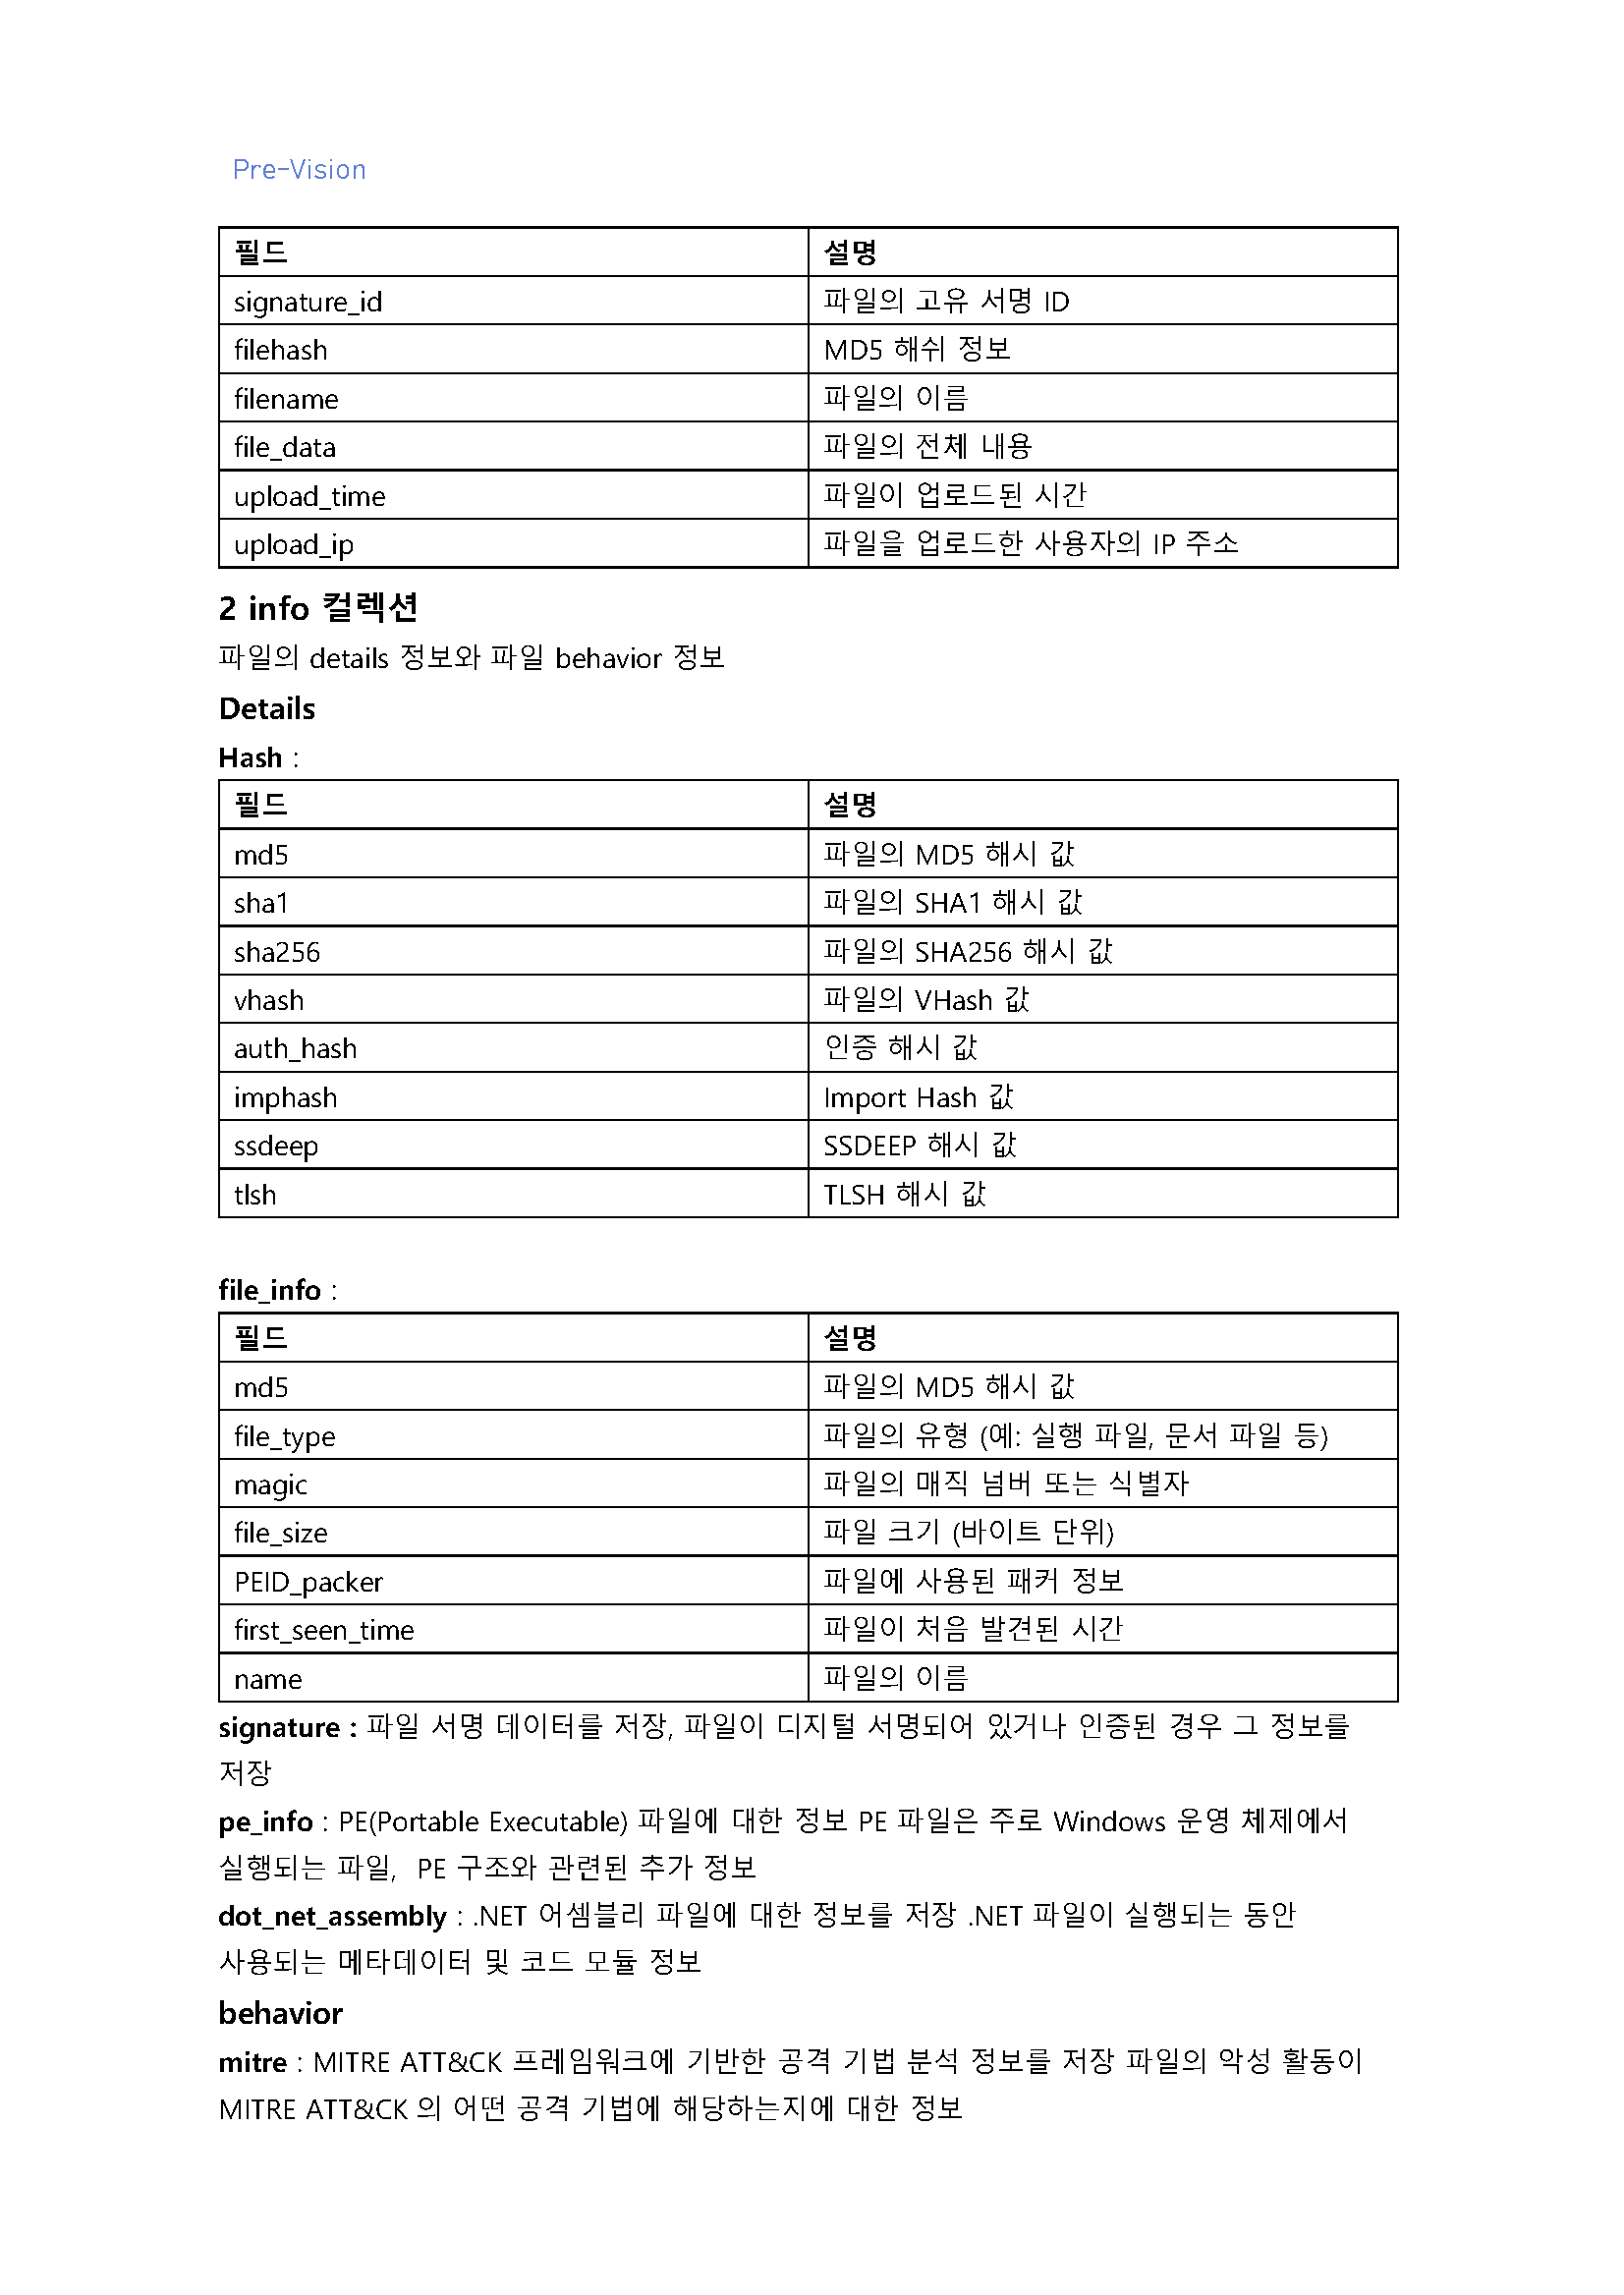 Pre-Vision
필드 설명
signature_id 파일의 고유 서명 ID
filehash MD5 해쉬 정보
filename 파일의 이름
file_data 파일의 전체 내용
upload_time 파일이 업로드된 시간
upload_ip 파일을 업로드한 사용자의 IP 주소
2 info 컬렉션
파일의 details 정보와 파일 behavior 정보
Details
Hash :
필드 설명
md5 파일의 MD5 해시 값
sha1 파일의 SHA1 해시 값
sha256 파일의 SHA256 해시 값
vhash 파일의 VHash 값
auth_hash 인증 해시 값
imphash Import Hash 값
ssdeep SSDEEP 해시 값
tlsh TLSH 해시 값
file_info :
필드 설명
md5 파일의 MD5 해시 값
file_type 파일의 유형 (예: 실행 파일, 문서 파일 등)
magic 파일의 매직 넘버 또는 식별자
file_size 파일 크기 (바이트 단위)
PEID_packer 파일에 사용된 패커 정보
first_seen_time 파일이 처음 발견된 시간
name 파일의 이름
signature : 파일 서명 데이터를 저장, 파일이 디지털 서명되어 있거나 인증된 경우 그 정보를
저장
pe_info : PE(Portable Executable) 파일에 대한 정보 PE 파일은 주로 Windows 운영 체제에서
실행되는 파일, PE 구조와 관련된 추가 정보
dot_net_assembly : .NET 어셈블리 파일에 대한 정보를 저장 .NET 파일이 실행되는 동안
사용되는 메타데이터 및 코드 모듈 정보
behavior
mitre : MITRE ATT&CK 프레임워크에 기반한 공격 기법 분석 정보를 저장 파일의 악성 활동이
MITRE ATT&CK 의 어떤 공격 기법에 해당하는지에 대한 정보